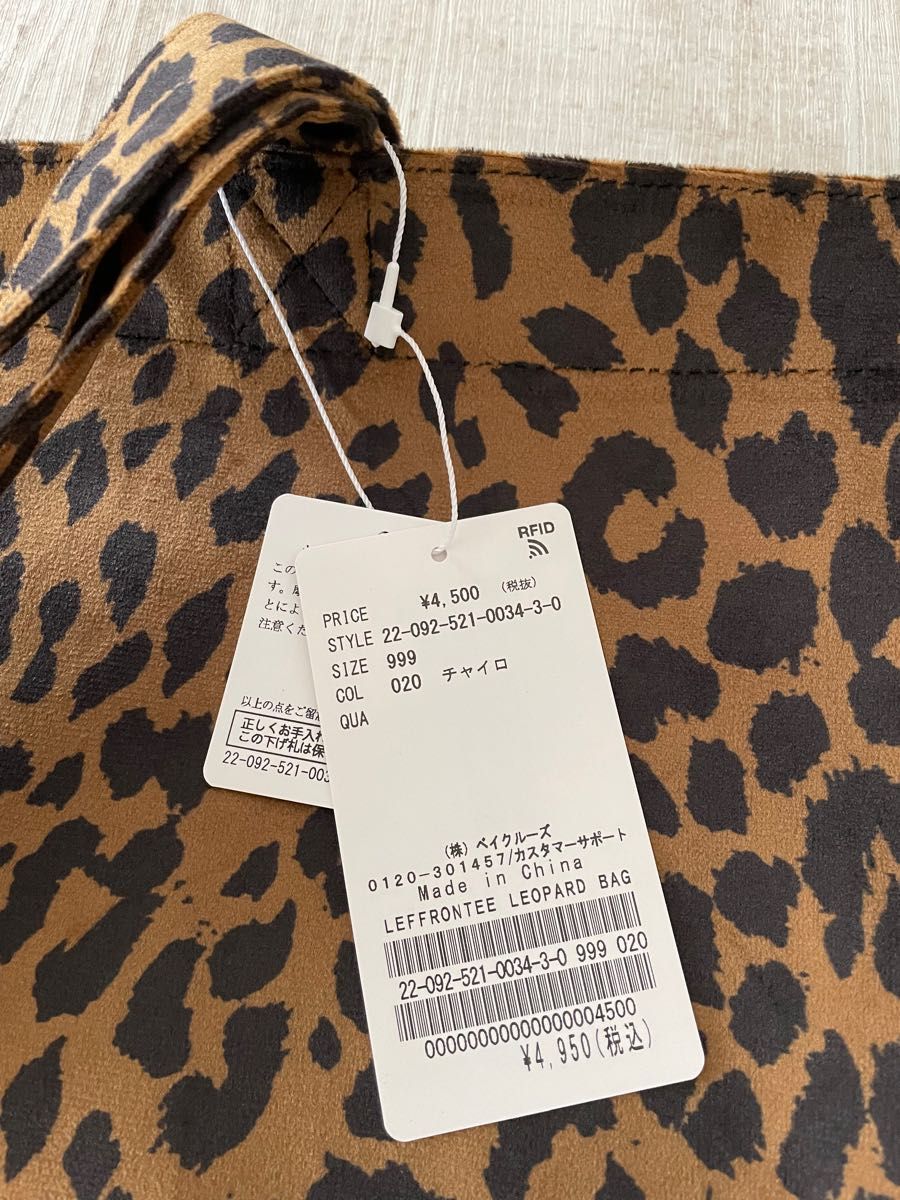 RFID
PRICE ¥4,500 (税抜)
STYLE 22-092-521-0034-3-0
SIZE 999
COL 020 チャイロ
QUA
(株) ベイクルーズ
0120-301457/カスタマーサポート
Made in China
LEFFRONTEE LEOPARD BAG
22-092-521-0034-3-0 999 020
00000000000000004500
¥4,950(税込)
この
す。
とによ
注意くだ
以上の点をご留
正しくお手入れ
この下げ札は保
22-092-521-003